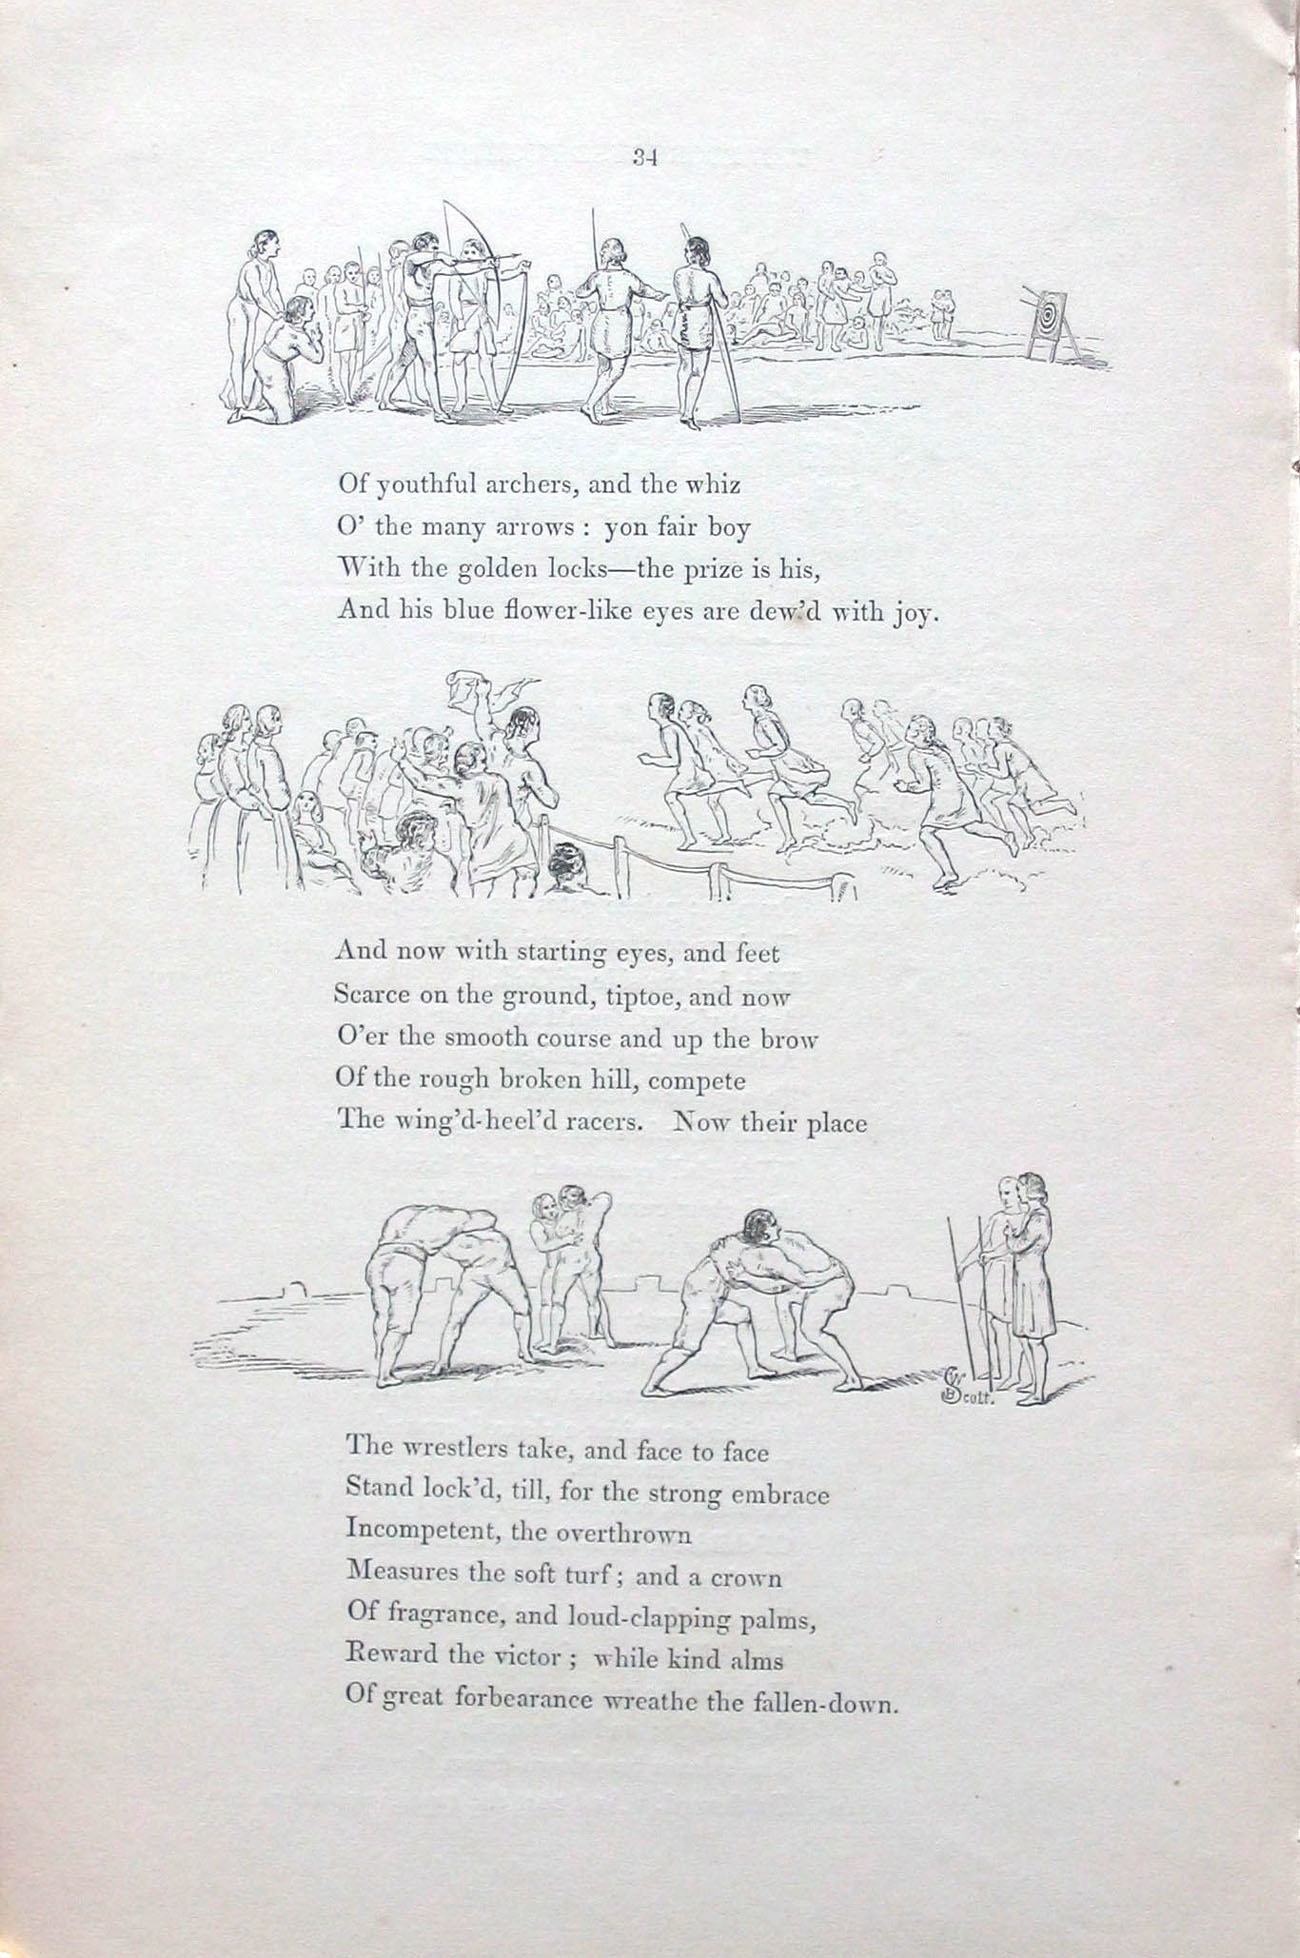 34
Of youthful archers, and the whiz
O’ the many arrows : yon fair boy
With the golden locks—the prize is his,
And his blue flower-like eyes are dew’d with joy.
And now with starting eyes, and feet
Scarce on the ground, tiptoe, and now
O’er the smooth course and up the brow
Of the rough broken hill, compete
The wing’d-heel’d racers. Now their place
WB Scott.
The wrestlers take, and face to face
Stand lock’d, till, for the strong embrace
Incompetent, the overthrown
Measures the soft turf ; and a crown
Of fragrance, and loud-clapping palms,
Reward the victor ; while kind alms
Of great forbearance wreathe the fallen-down.